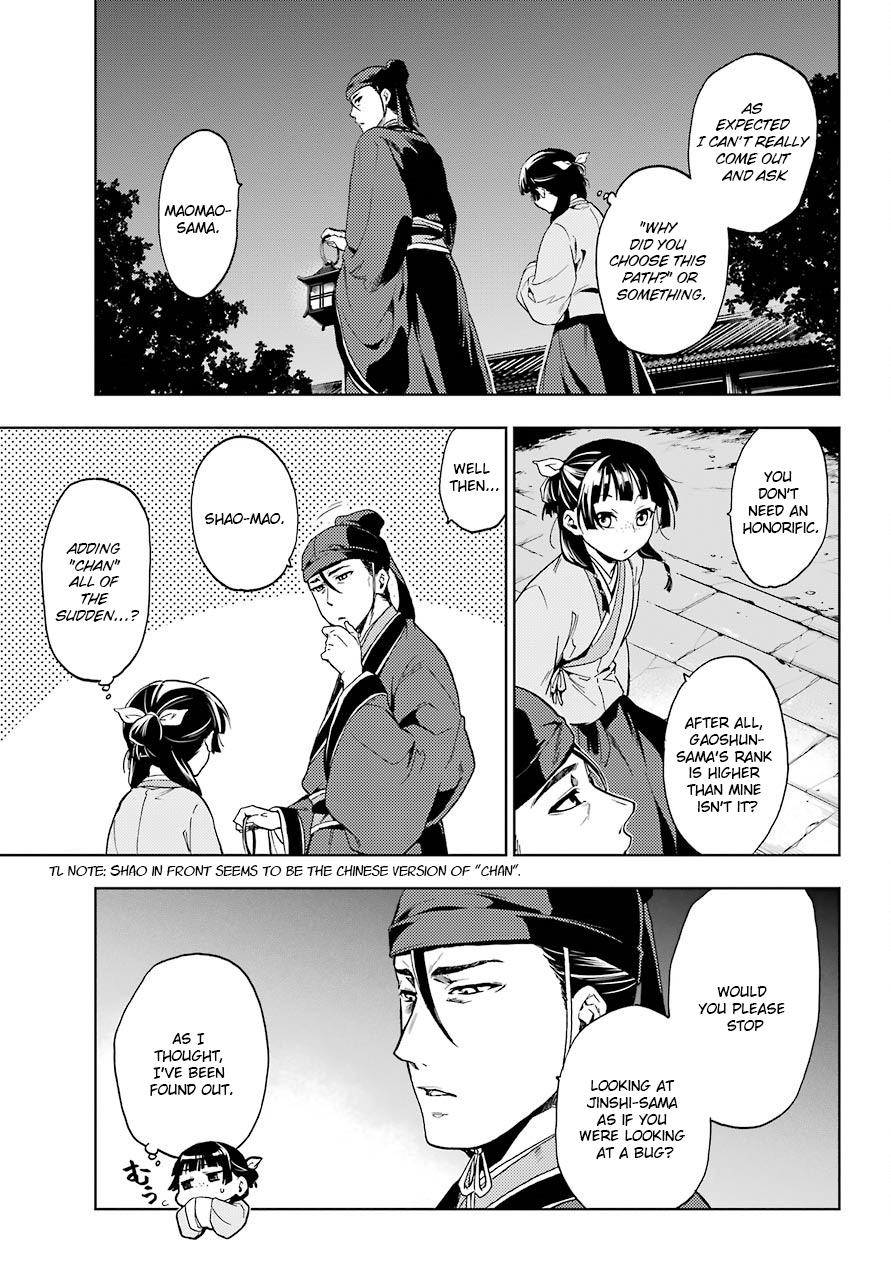 AS
EXPECTED
I CAN'T REALLY
COME OUT
AND ASK
"WHY
DID YOU
CHOOSE THIS
PATH?" OR
SOMETHING.
MAOMAO-
SAMA.
YOU
DON'T
NEED AN
HONORIFIC.
AFTER ALL,
GAOSHUN-
SAMA'S RANK
IS HIGHER
THAN MINE
ISN'T IT?
WELL
THEN...
SHAO-MAO.
ADDING
"CHAN"
ALL OF
THE
SUDDEN...?
TL NOTE: SHAO IN FRONT SEEMS TO BE THE CHINESE VERSION OF "CHAN".
WOULD
YOU PLEASE
STOP
LOOKING AT
JINSHI-SAMA
AS IF YOU
WERE LOOKING
AT A BUG?
AS I
THOUGHT,
I'VE BEEN
FOUND OUT.
むぅ